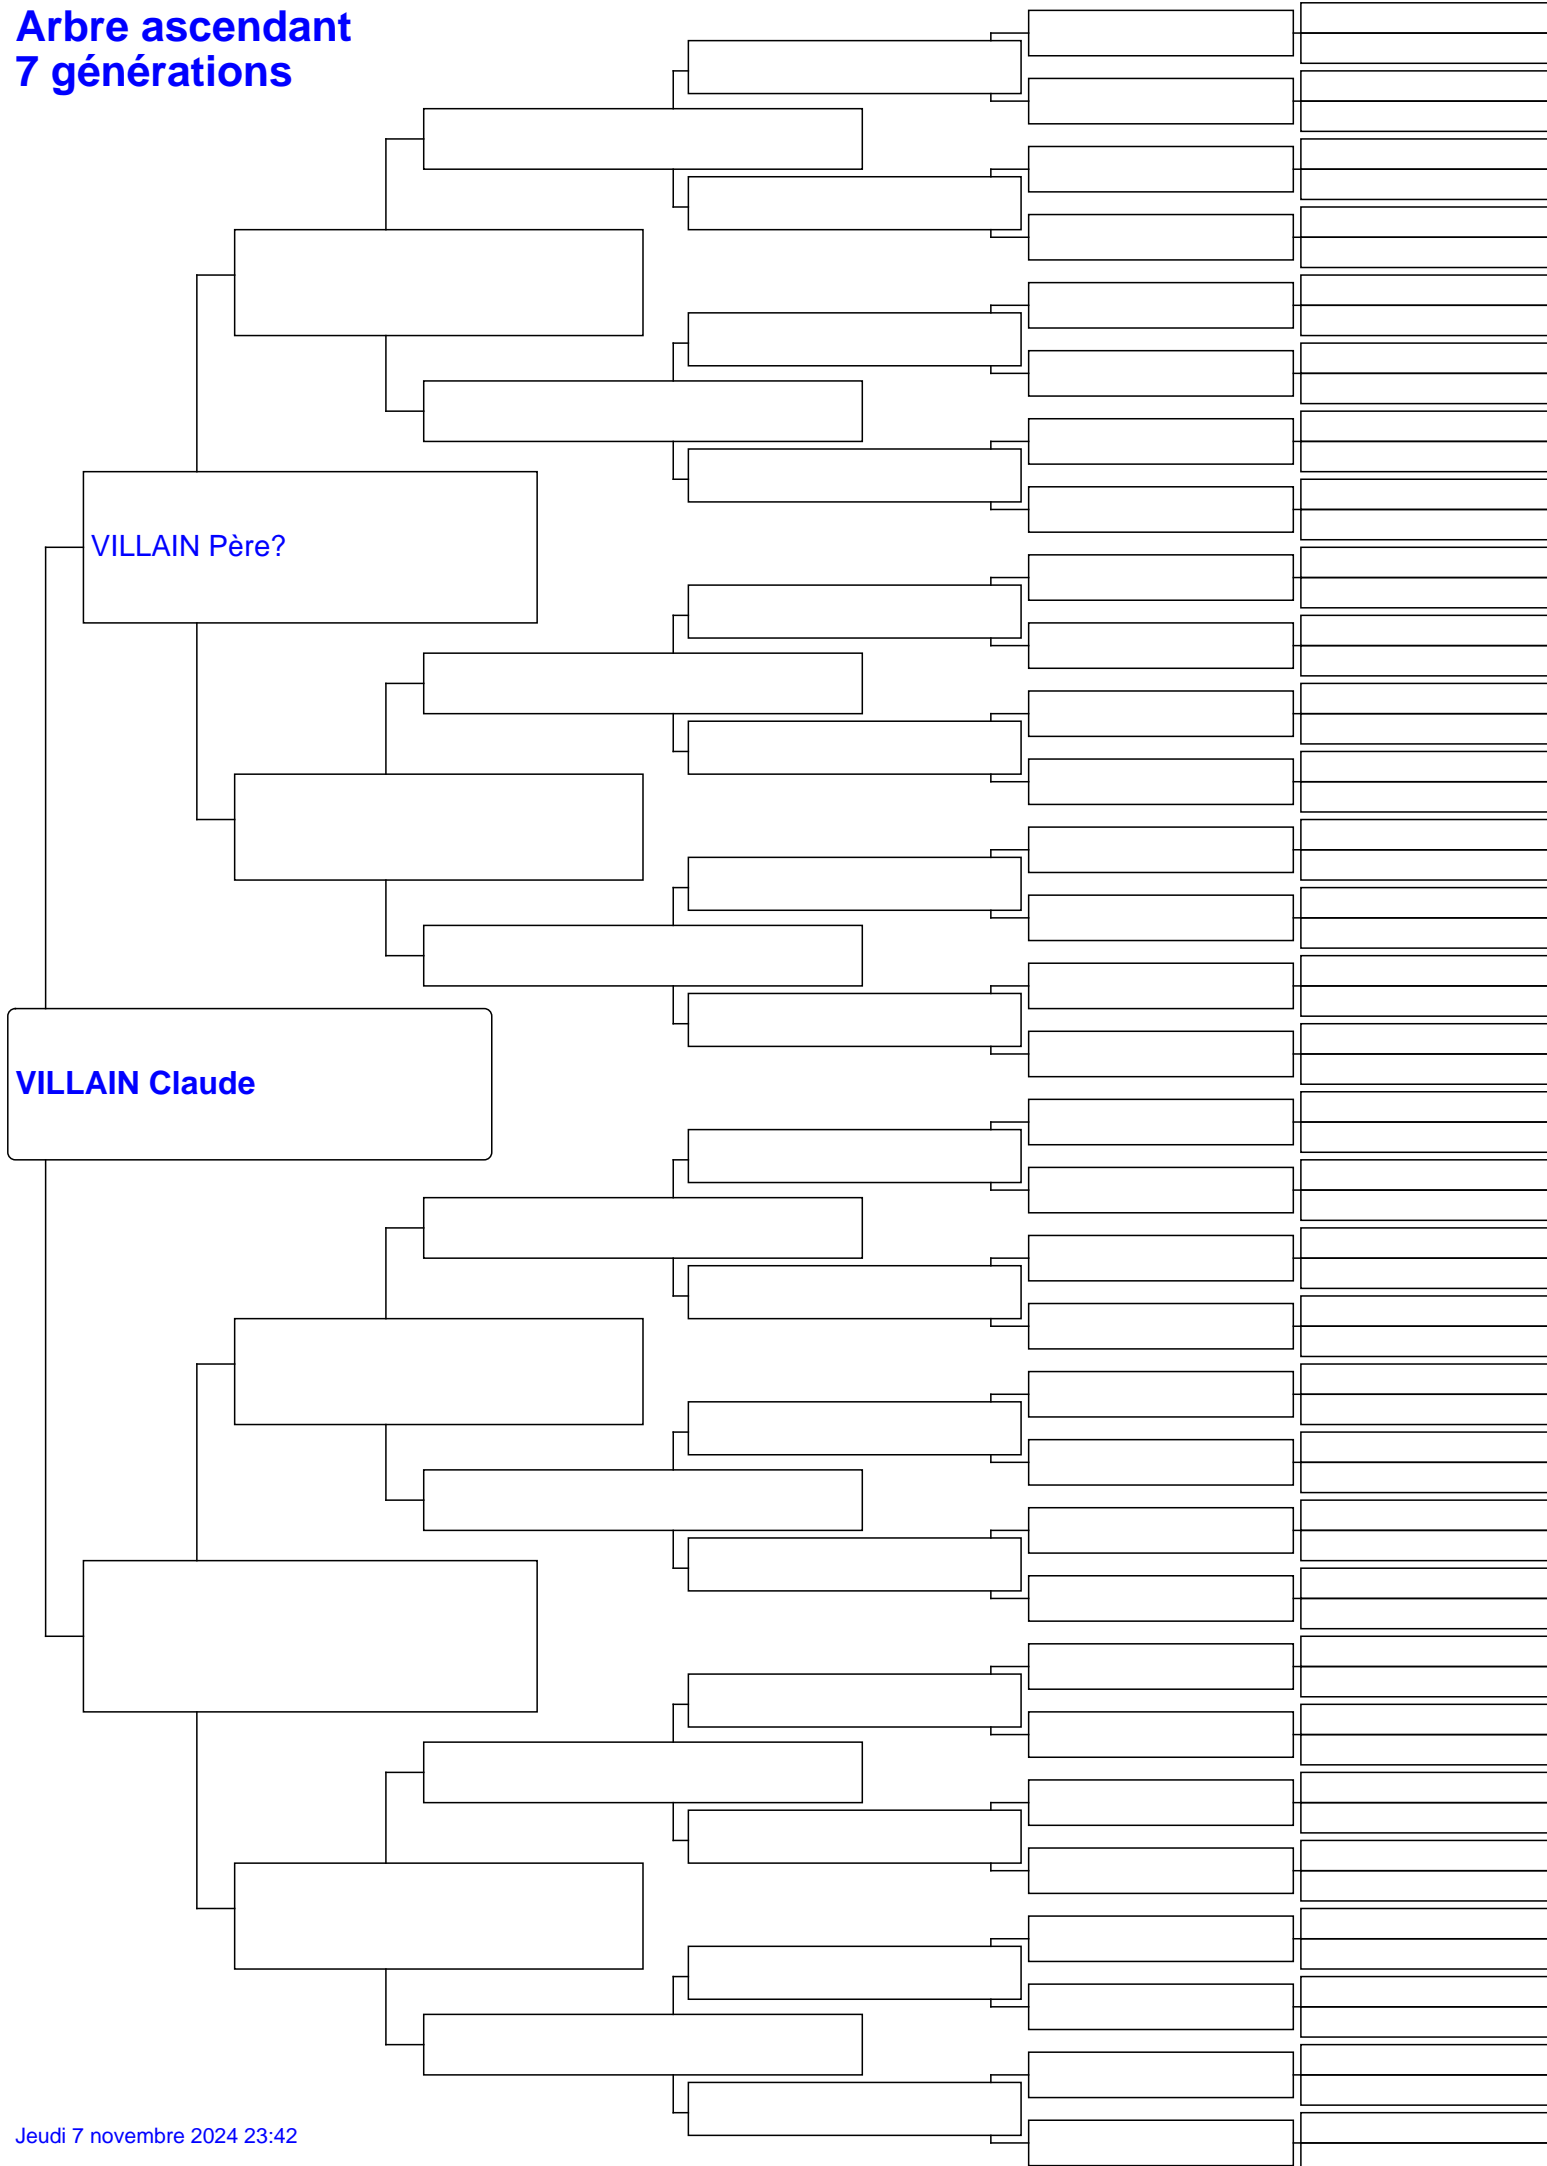 Arbre ascendant
7 générations
VILLAIN Père?
VILLAIN Claude
Jeudi 7 novembre 2024 23:42